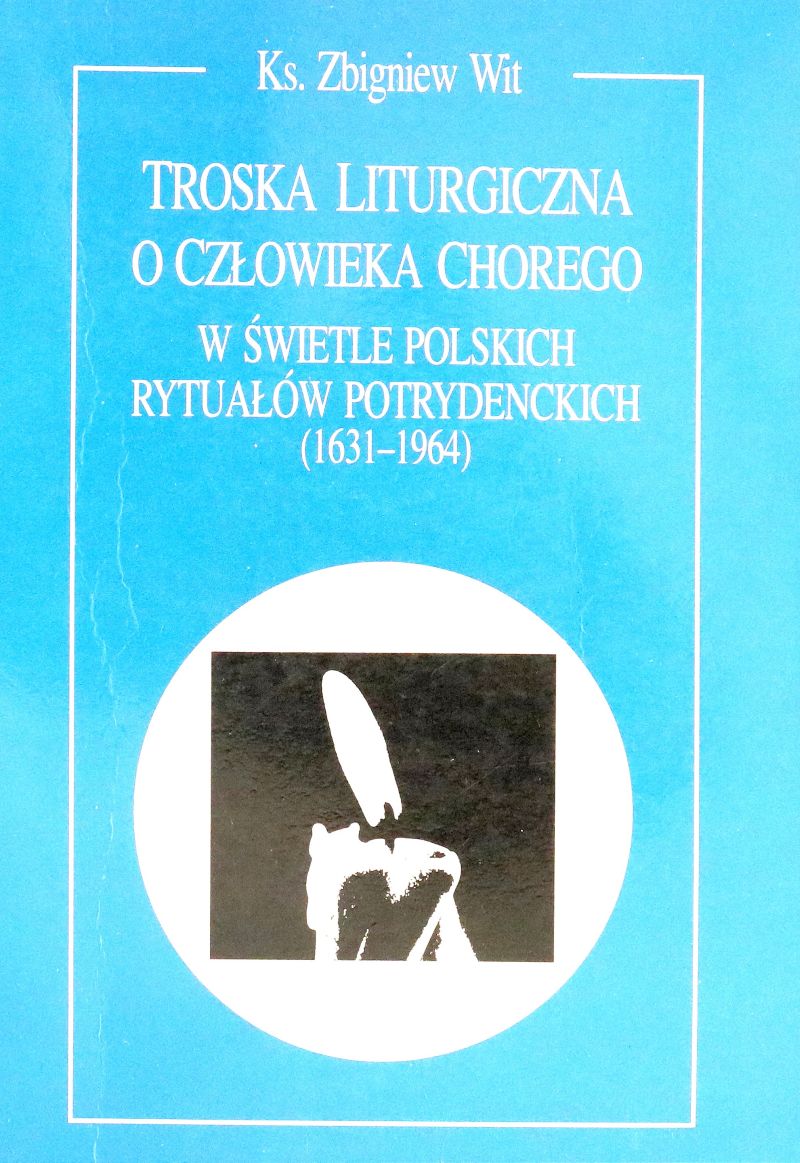 Ks. Zbigniew Wit
TROSKA LITURGICZNA
O CZŁOWIEKA CHOREGO
W ŚWIETLE POLSKICH
RYTUAŁÓW POTRYDENCKICH
(1631–1964)